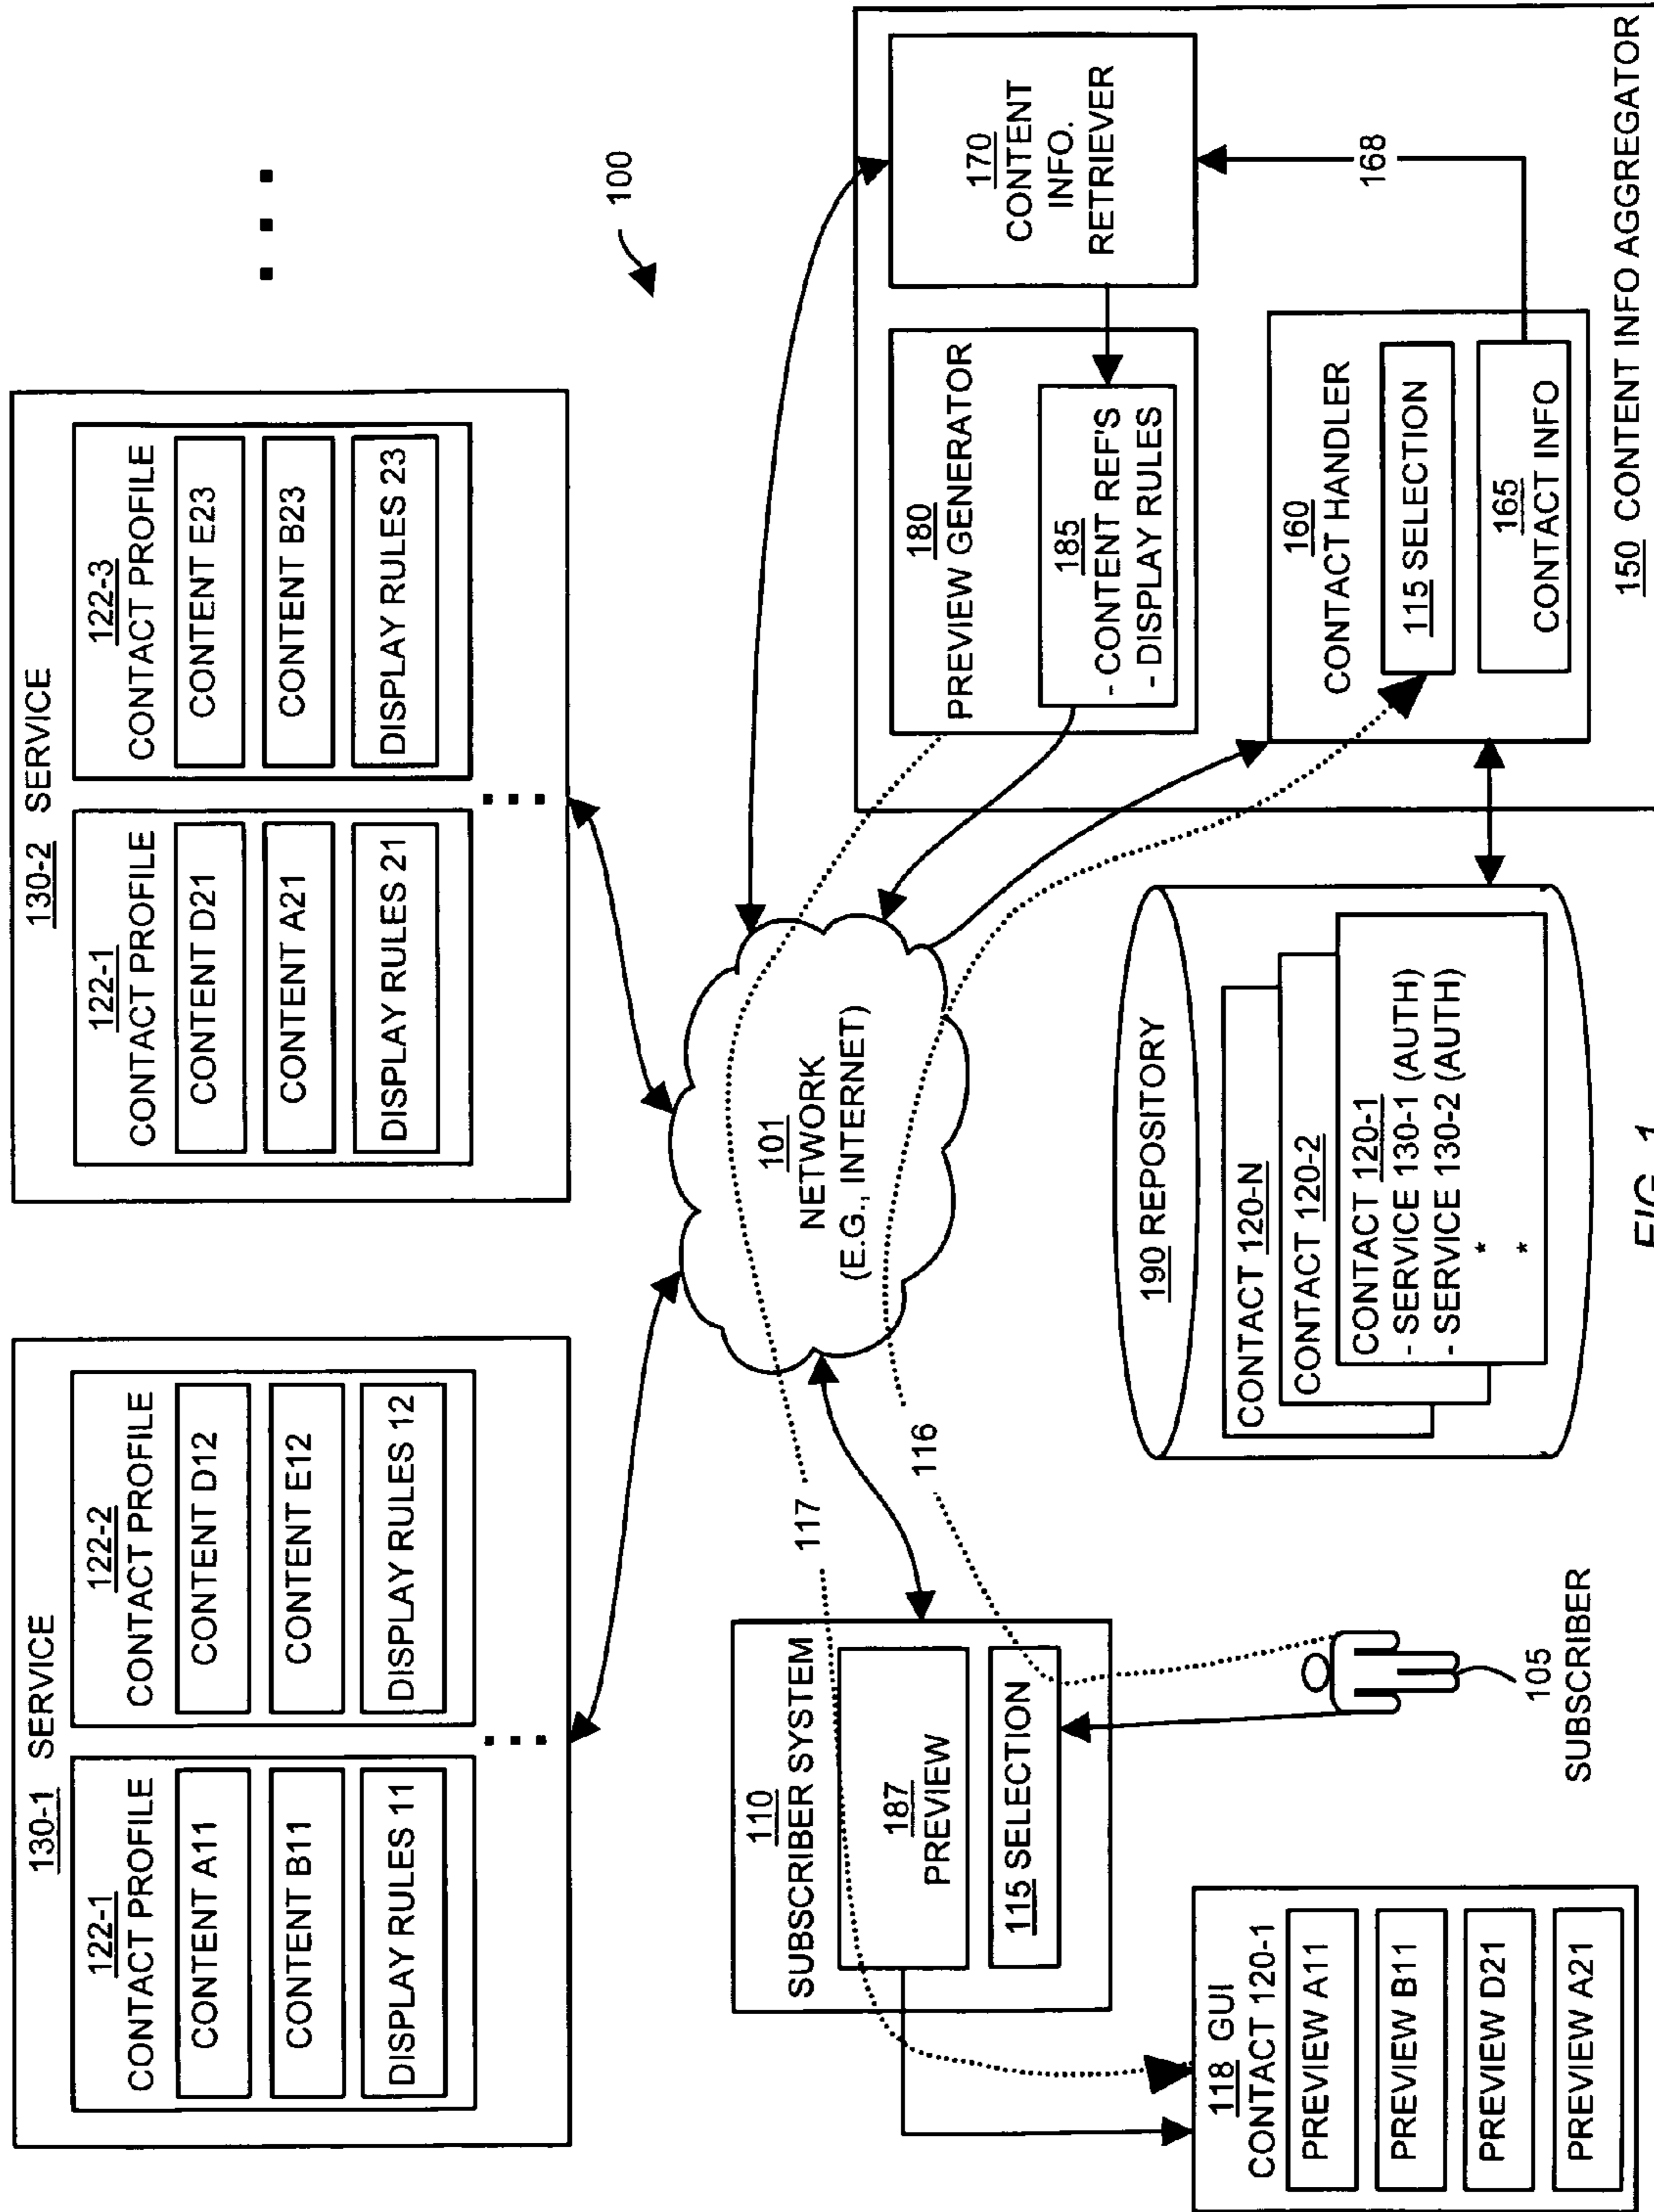 130-1 SERVICE
122-1
CONTACT PROFILE
CONTENT A11
CONTENT B11
DISPLAY RULES 11
122-2
CONTACT PROFILE
CONTENT D12
CONTENT E12
DISPLAY RULES 12
130-2 SERVICE
122-1
CONTACT PROFILE
CONTENT D21
CONTENT A21
DISPLAY RULES 21
122-3
CONTACT PROFILE
CONTENT E23
CONTENT B23
DISPLAY RULES 23
100
101
NETWORK
(E.G., INTERNET)
117
116
110
SUBSCRIBER SYSTEM
187
PREVIEW
115 SELECTION
105
SUBSCRIBER
118 GUI
CONTACT 120-1
PREVIEW A11
PREVIEW B11
PREVIEW D21
PREVIEW A21
190 REPOSITORY
CONTACT 120-N
CONTACT 120-2
CONTACT 120-1
- SERVICE 130-1 (AUTH)
- SERVICE 130-2 (AUTH)
*
*
180
PREVIEW GENERATOR
185
- CONTENT REF'S
- DISPLAY RULES
170
CONTENT
INFO.
RETRIEVER
168
160
CONTACT HANDLER
115 SELECTION
165
CONTACT INFO
150 CONTENT INFO AGGREGATOR
FIG. 1